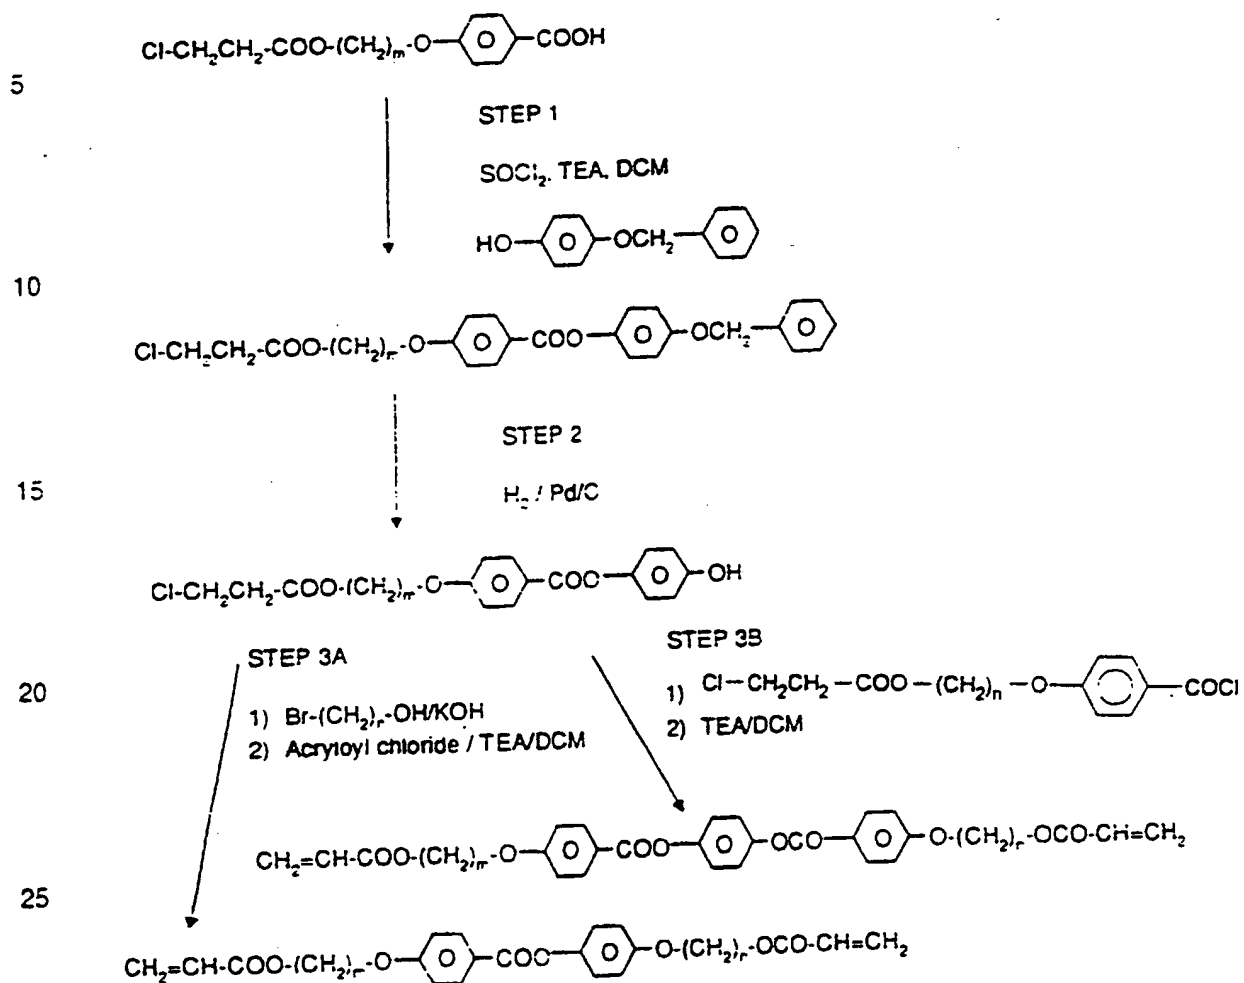 Cl-CH₂CH₂-COO-(CH₂)ₘ-O- -COOH
5
STEP 1
SOCl₂, TEA, DCM
HO- -OCH₂-
10
Cl-CH₂CH₂-COO-(CH₂)ₘ-O- -COO- -OCH₂-
STEP 2
15
H₂ / Pd/C
Cl-CH₂CH₂-COO-(CH₂)ₘ-O- -COO- -OH
STEP 3A
STEP 3B
20
1) Cl-CH₂CH₂-COO-(CH₂)ₙ-O- -COCl
2) TEA/DCM
1) Br-(CH₂)ₙ-OH/KOH
2) Acryloyl chloride / TEA/DCM
CH₂=CH-COO-(CH₂)ₘ-O- -COO- -OCO- -O-(CH₂)ₙ-OCO-CH=CH₂
25
CH₂=CH-COO-(CH₂)ₘ-O- -COO- -O-(CH₂)ₙ-OCO-CH=CH₂